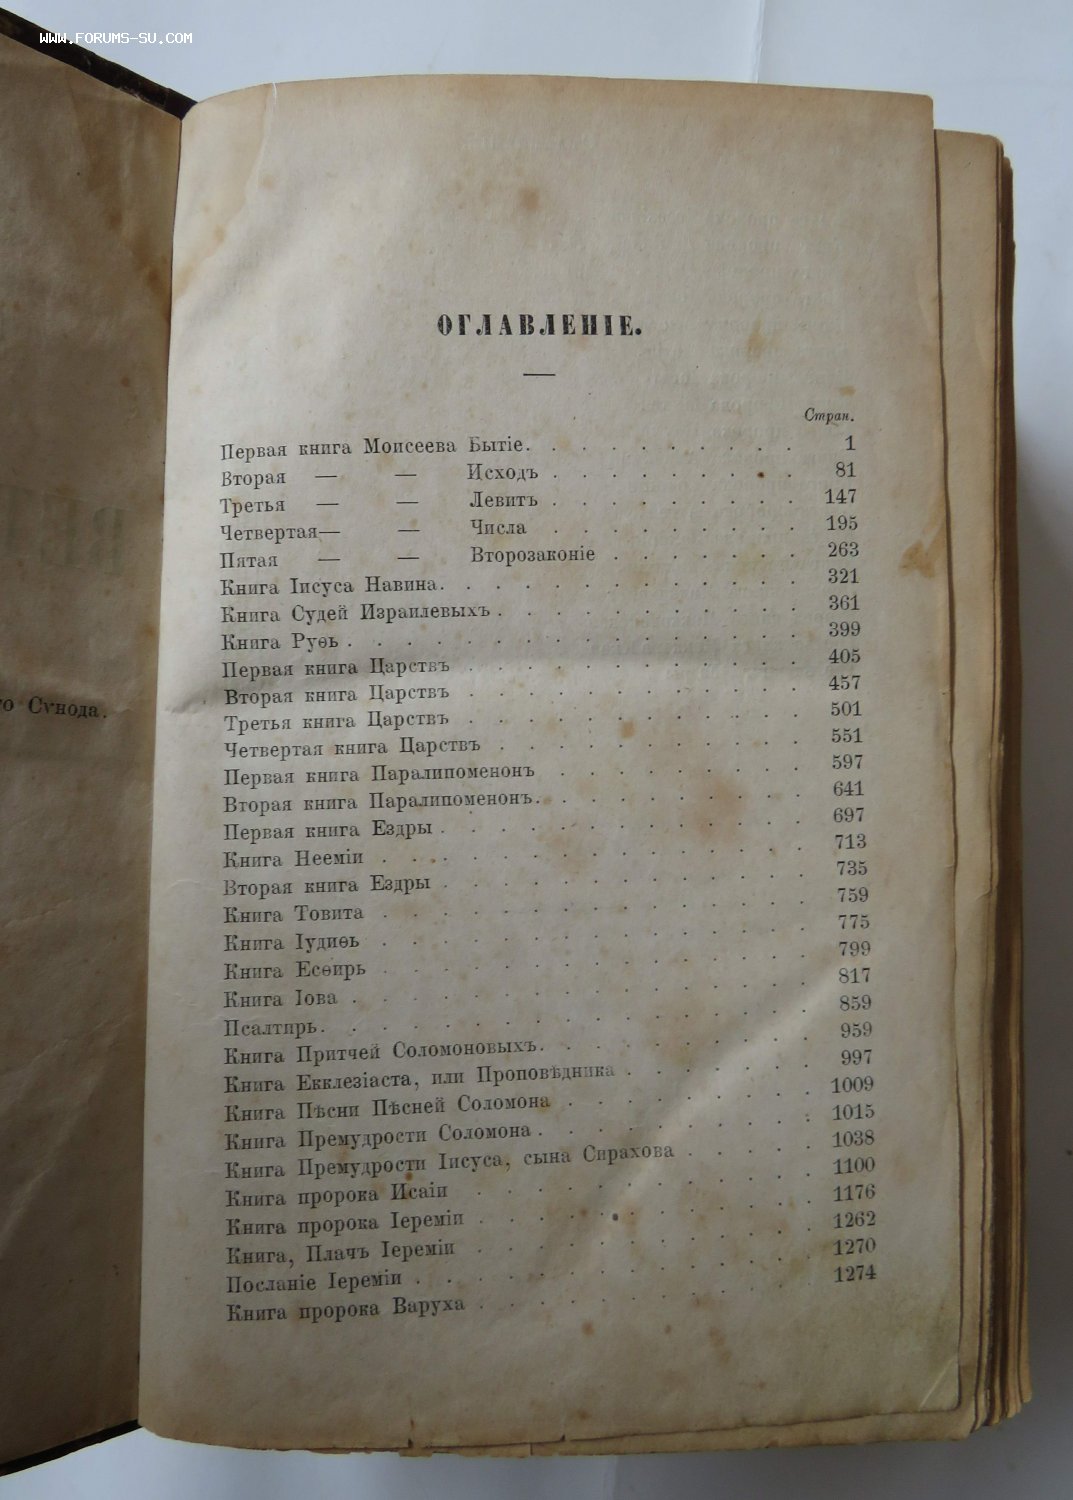 WWW.FORUMS-SU.COM
го Сѵнода.
ОГЛАВЛЕНІЕ.
Стран.
Первая книга Моисеева Бытіе. . . . . . . . . . 1
Вторая — — Исходъ . . . . . . . . . 81
Третья — — Левитъ . . . . . . . . . 147
Четвертая— — Числа . . . . . . . . . 195
Пятая — — Второзаконіе . . . . . . . 263
Книга Іисуса Навина. . . . . . . . . . . . . 321
Книга Судей Израилевыхъ . . . . . . . . . . . 361
Книга Руѳь . . . . . . . . . . . . . . . . 399
Первая книга Царствъ . . . . . . . . . . . . 405
Вторая книга Царствъ . . . . . . . . . . . . 457
Третья книга Царствъ . . . . . . . . . . . . 501
Четвертая книга Царствъ . . . . . . . . . . . 551
Первая книга Паралипоменонъ . . . . . . . . . 597
Вторая книга Паралипоменонъ. . . . . . . . . . 641
Первая книга Ездры . . . . . . . . . . . . . 697
Книга Нееміи . . . . . . . . . . . . . . . 713
Вторая книга Ездры . . . . . . . . . . . . . 735
Книга Товита . . . . . . . . . . . . . . . 759
Книга Іудиѳь . . . . . . . . . . . . . . . 775
Книга Есѳирь . . . . . . . . . . . . . . . 799
Книга Іова . . . . . . . . . . . . . . . . 817
Псалтирь. . . . . . . . . . . . . . . . . 859
Книга Притчей Соломоновыхъ. . . . . . . . . . 959
Книга Екклезіаста, или Проповѣдника . . . . . . . 997
Книга Пѣсни Пѣсней Соломона . . . . . . . . . 1009
Книга Премудрости Соломона . . . . . . . . . . 1015
Книга Премудрости Іисуса, сына Сирахова . . . . . 1038
Книга пророка Исаіи . . . . . . . . . . . . 1100
Книга пророка Іереміи . . . . . . . . . . . . 1176
Книга, Плачъ Іереміи . . . . . . . . . . . . 1262
Посланіе Іереміи . . . . . . . . . . . . . . 1270
Книга пророка Варуха . . . . . . . . . . . . 1274